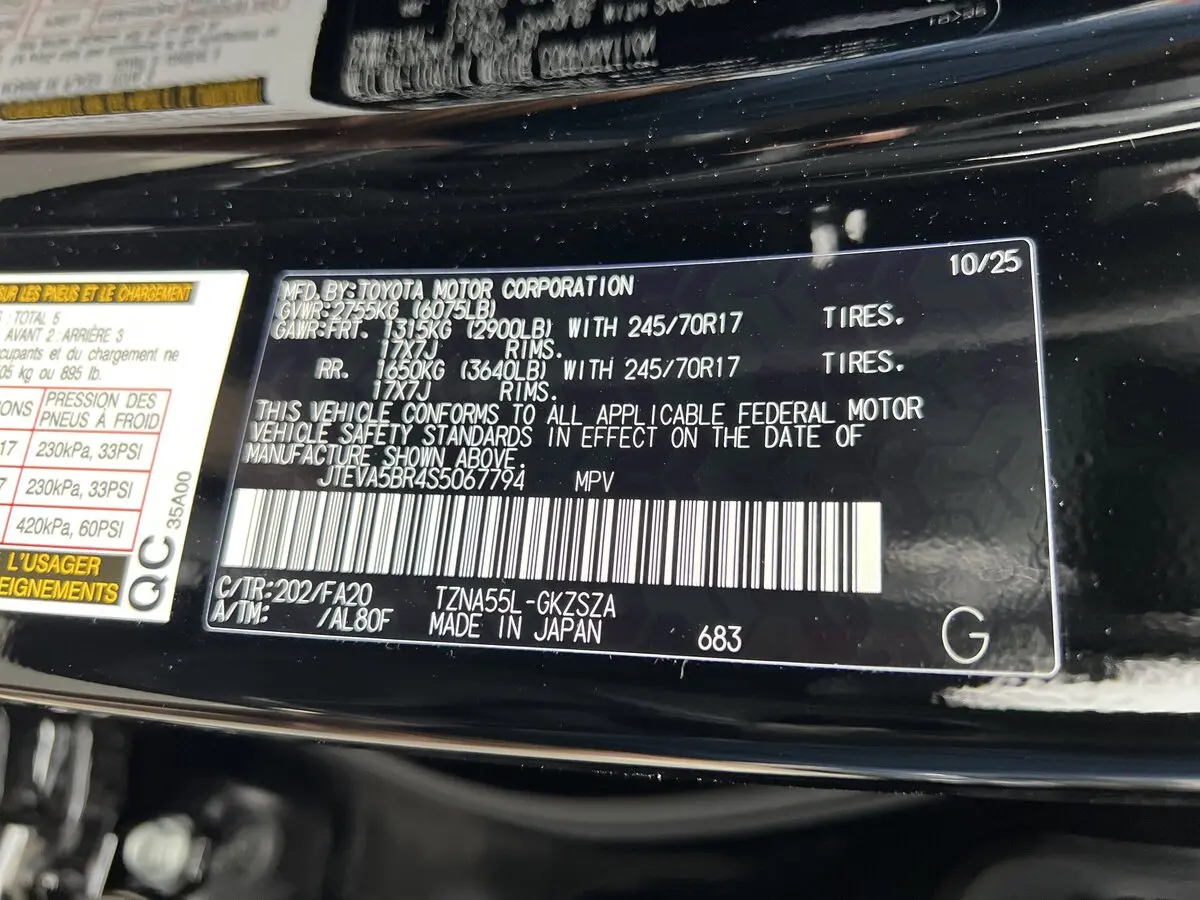 CORPORATION
SUR LES PNEUS ET LE CHARGEMENT
: TOTAL 5
AVANT 2 : ARRIÈRE 3
cupants et du chargement ne
05 kg ou 895 lb.
IONS PRESSION DES
PNEUS À FROID
17 230kPa, 33PSI
7 230kPa, 33PSI
420kPa, 60PSI
L'USAGER
EIGNEMENTS
QC 35A00
10/25
MFD. BY:TOYOTA MOTOR CORPORATION
GVWR:2755KG (6075LB)
GAWR:FRT. 1315KG (2900LB) WITH 245/70R17 TIRES.
17X7J RIMS.
RR. 1650KG (3640LB) WITH 245/70R17 TIRES.
17X7J RIMS.
THIS VEHICLE CONFORMS TO ALL APPLICABLE FEDERAL MOTOR
VEHICLE SAFETY STANDARDS IN EFFECT ON THE DATE OF
MANUFACTURE SHOWN ABOVE.
JTEVA5BR4S5067794 MPV
C/TR:202/FA20 TZNA55L-GKZSZA
A/TM: /AL80F MADE IN JAPAN 683 G